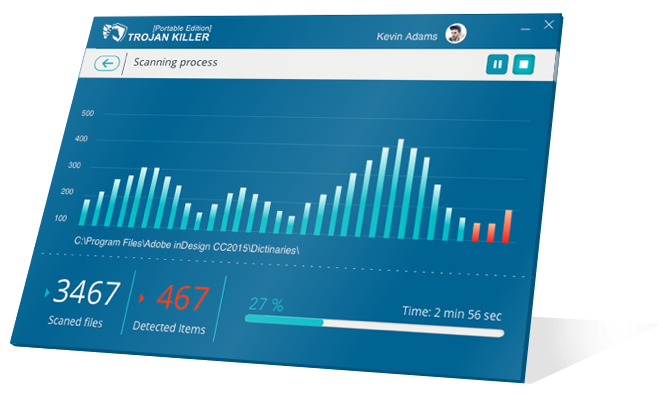 [Portable Edition]
TROJAN KILLER
Kevin Adams
Scanning process
500
400
300
200
100
C:\Program Files\Adobe inDesign CC2015\Dictinaries\
3467
Scaned files
467
Detected Items
27 %
Time: 2 min 56 sec